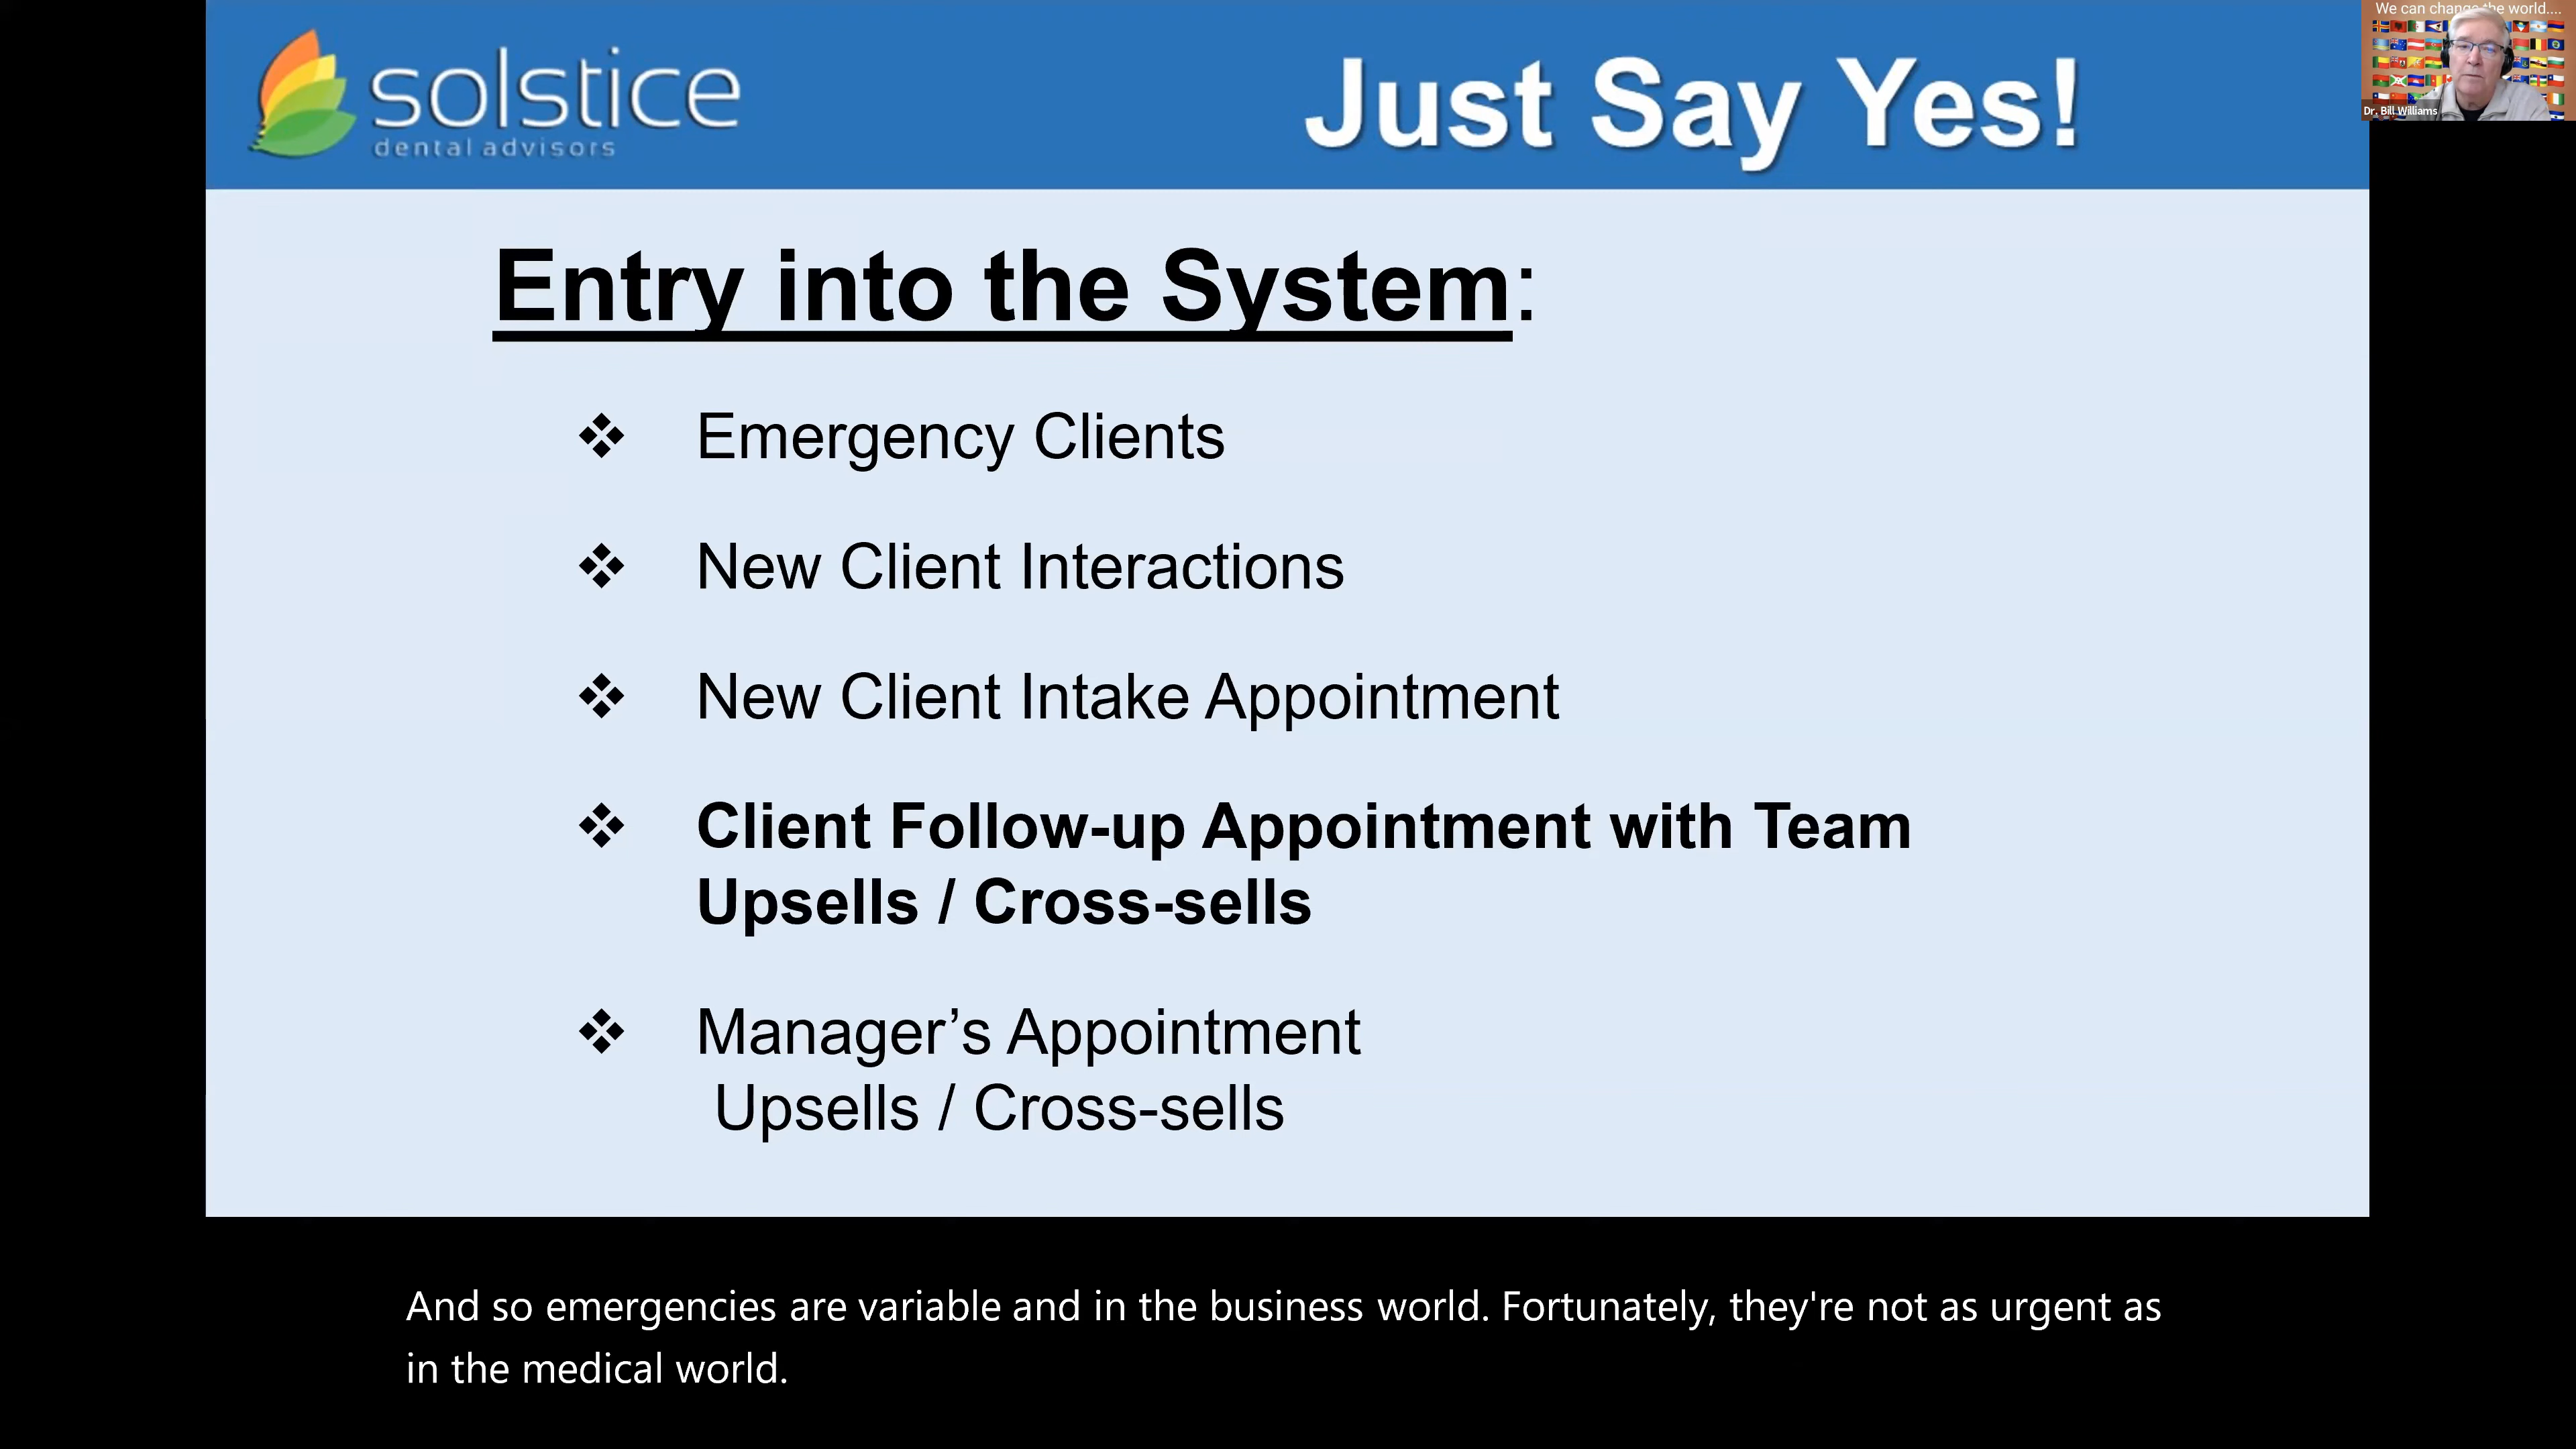 We can change the world....
Dr. Bill Williams
solstice
dental advisors
Just Say Yes!
Entry into the System:
❖ Emergency Clients
❖ New Client Interactions
❖ New Client Intake Appointment
❖ Client Follow-up Appointment with Team
Upsells / Cross-sells
❖ Manager’s Appointment
Upsells / Cross-sells
And so emergencies are variable and in the business world. Fortunately, they're not as urgent as
in the medical world.